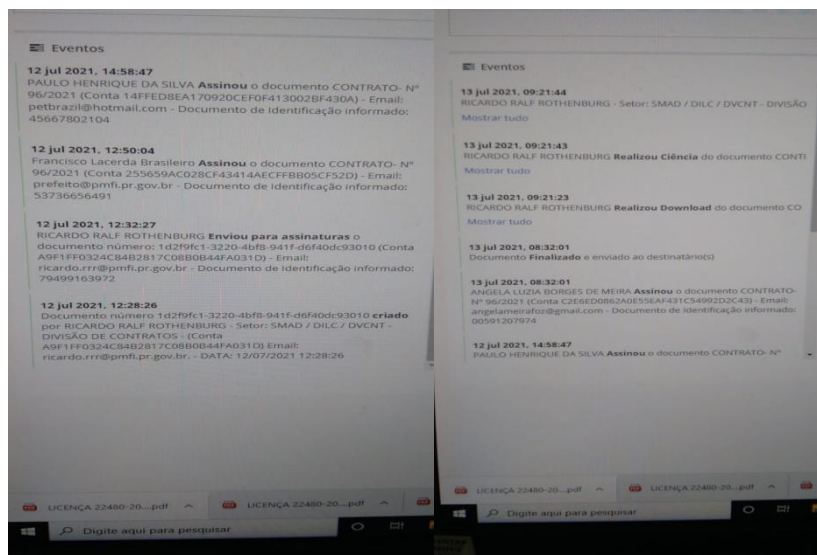 Eventos
12 jul 2021, 14:58:47
PAULO HENRIQUE DA SILVA Assinou o documento CONTRATO- Nº
96/2021 (Conta 14FFED8EA170920CEF0F413002BF430A) - Email:
petbrazil@hotmail.com - Documento de Identificação informado:
45667802104
12 jul 2021, 12:50:04
Francisco Lacerda Brasileiro Assinou o documento CONTRATO- Nº
96/2021 (Conta 255659AC028CF43414AECFFBB05CF52D) - Email:
prefeito@pmfi.pr.gov.br - Documento de Identificação informado:
53736656491
12 jul 2021, 12:32:27
RICARDO RALF ROTHENBURG Enviou para assinaturas o
documento número: 1d2f9fc1-3220-4bf8-941f-d6f40dc93010 (Conta
A9F1FF0324C84B2817C08B0B44FA031D) - Email:
ricardo.rrr@pmfi.pr.gov.br - Documento de Identificação informado:
79499163972
12 jul 2021, 12:28:26
Documento número 1d2f9fc1-3220-4bf8-941f-d6f40dc93010 criado
por RICARDO RALF ROTHENBURG - Setor: SMAD / DILC / DVCNT -
DIVISÃO DE CONTRATOS - (Conta
A9F1FF0324C84B2817C08B0B44FA031D) Email:
ricardo.rrr@pmfi.pr.gov.br. - DATA: 12/07/2021 12:28:26
LICENÇA 22480-20....pdf
LICENÇA 22480-20....pdf
Digite aqui para pesquisar
Eventos
13 jul 2021, 09:21:44
RICARDO RALF ROTHENBURG - Setor: SMAD / DILC / DVCNT - DIVISÃO
Mostrar tudo
13 jul 2021, 09:21:43
RICARDO RALF ROTHENBURG Realizou Ciência do documento CONTI
Mostrar tudo
13 jul 2021, 09:21:23
RICARDO RALF ROTHENBURG Realizou Download do documento CO
Mostrar tudo
13 jul 2021, 08:32:01
Documento Finalizado e enviado ao destinatário(s)
13 jul 2021, 08:32:01
ANGELA LUZIA BORGES DE MEIRA Assinou o documento CONTRATO-
Nº 96/2021 (Conta C2E6ED0862A0E55EAF431C54992D2C43) - Email:
angelameirafoz@gmail.com - Documento de Identificação informado:
00591207974
12 jul 2021, 14:58:47
PAULO HENRIQUE DA SILVA Assinou o documento CONTRATO- Nº
LICENÇA 22480-20....pdf
LICENÇA 22480-20....pdf
Digite aqui para pesquisar